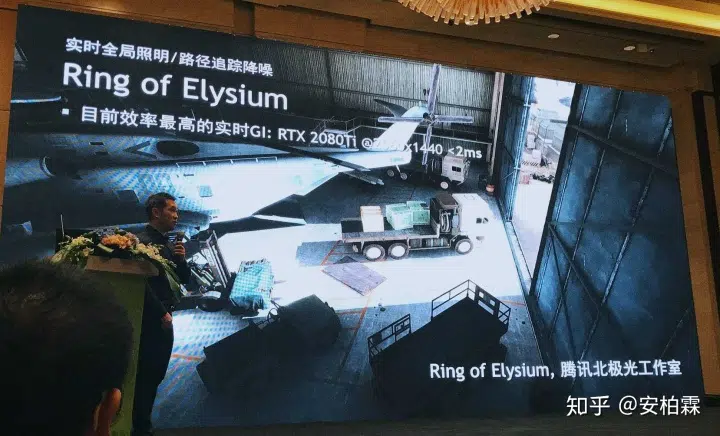 实时全局照明/路径追踪降噪
Ring of Elysium
▪ 目前效率最高的实时GI: RTX 2080Ti @2560x1440 <2ms
Ring of Elysium, 腾讯北极光工作室
知乎 @安柏霖